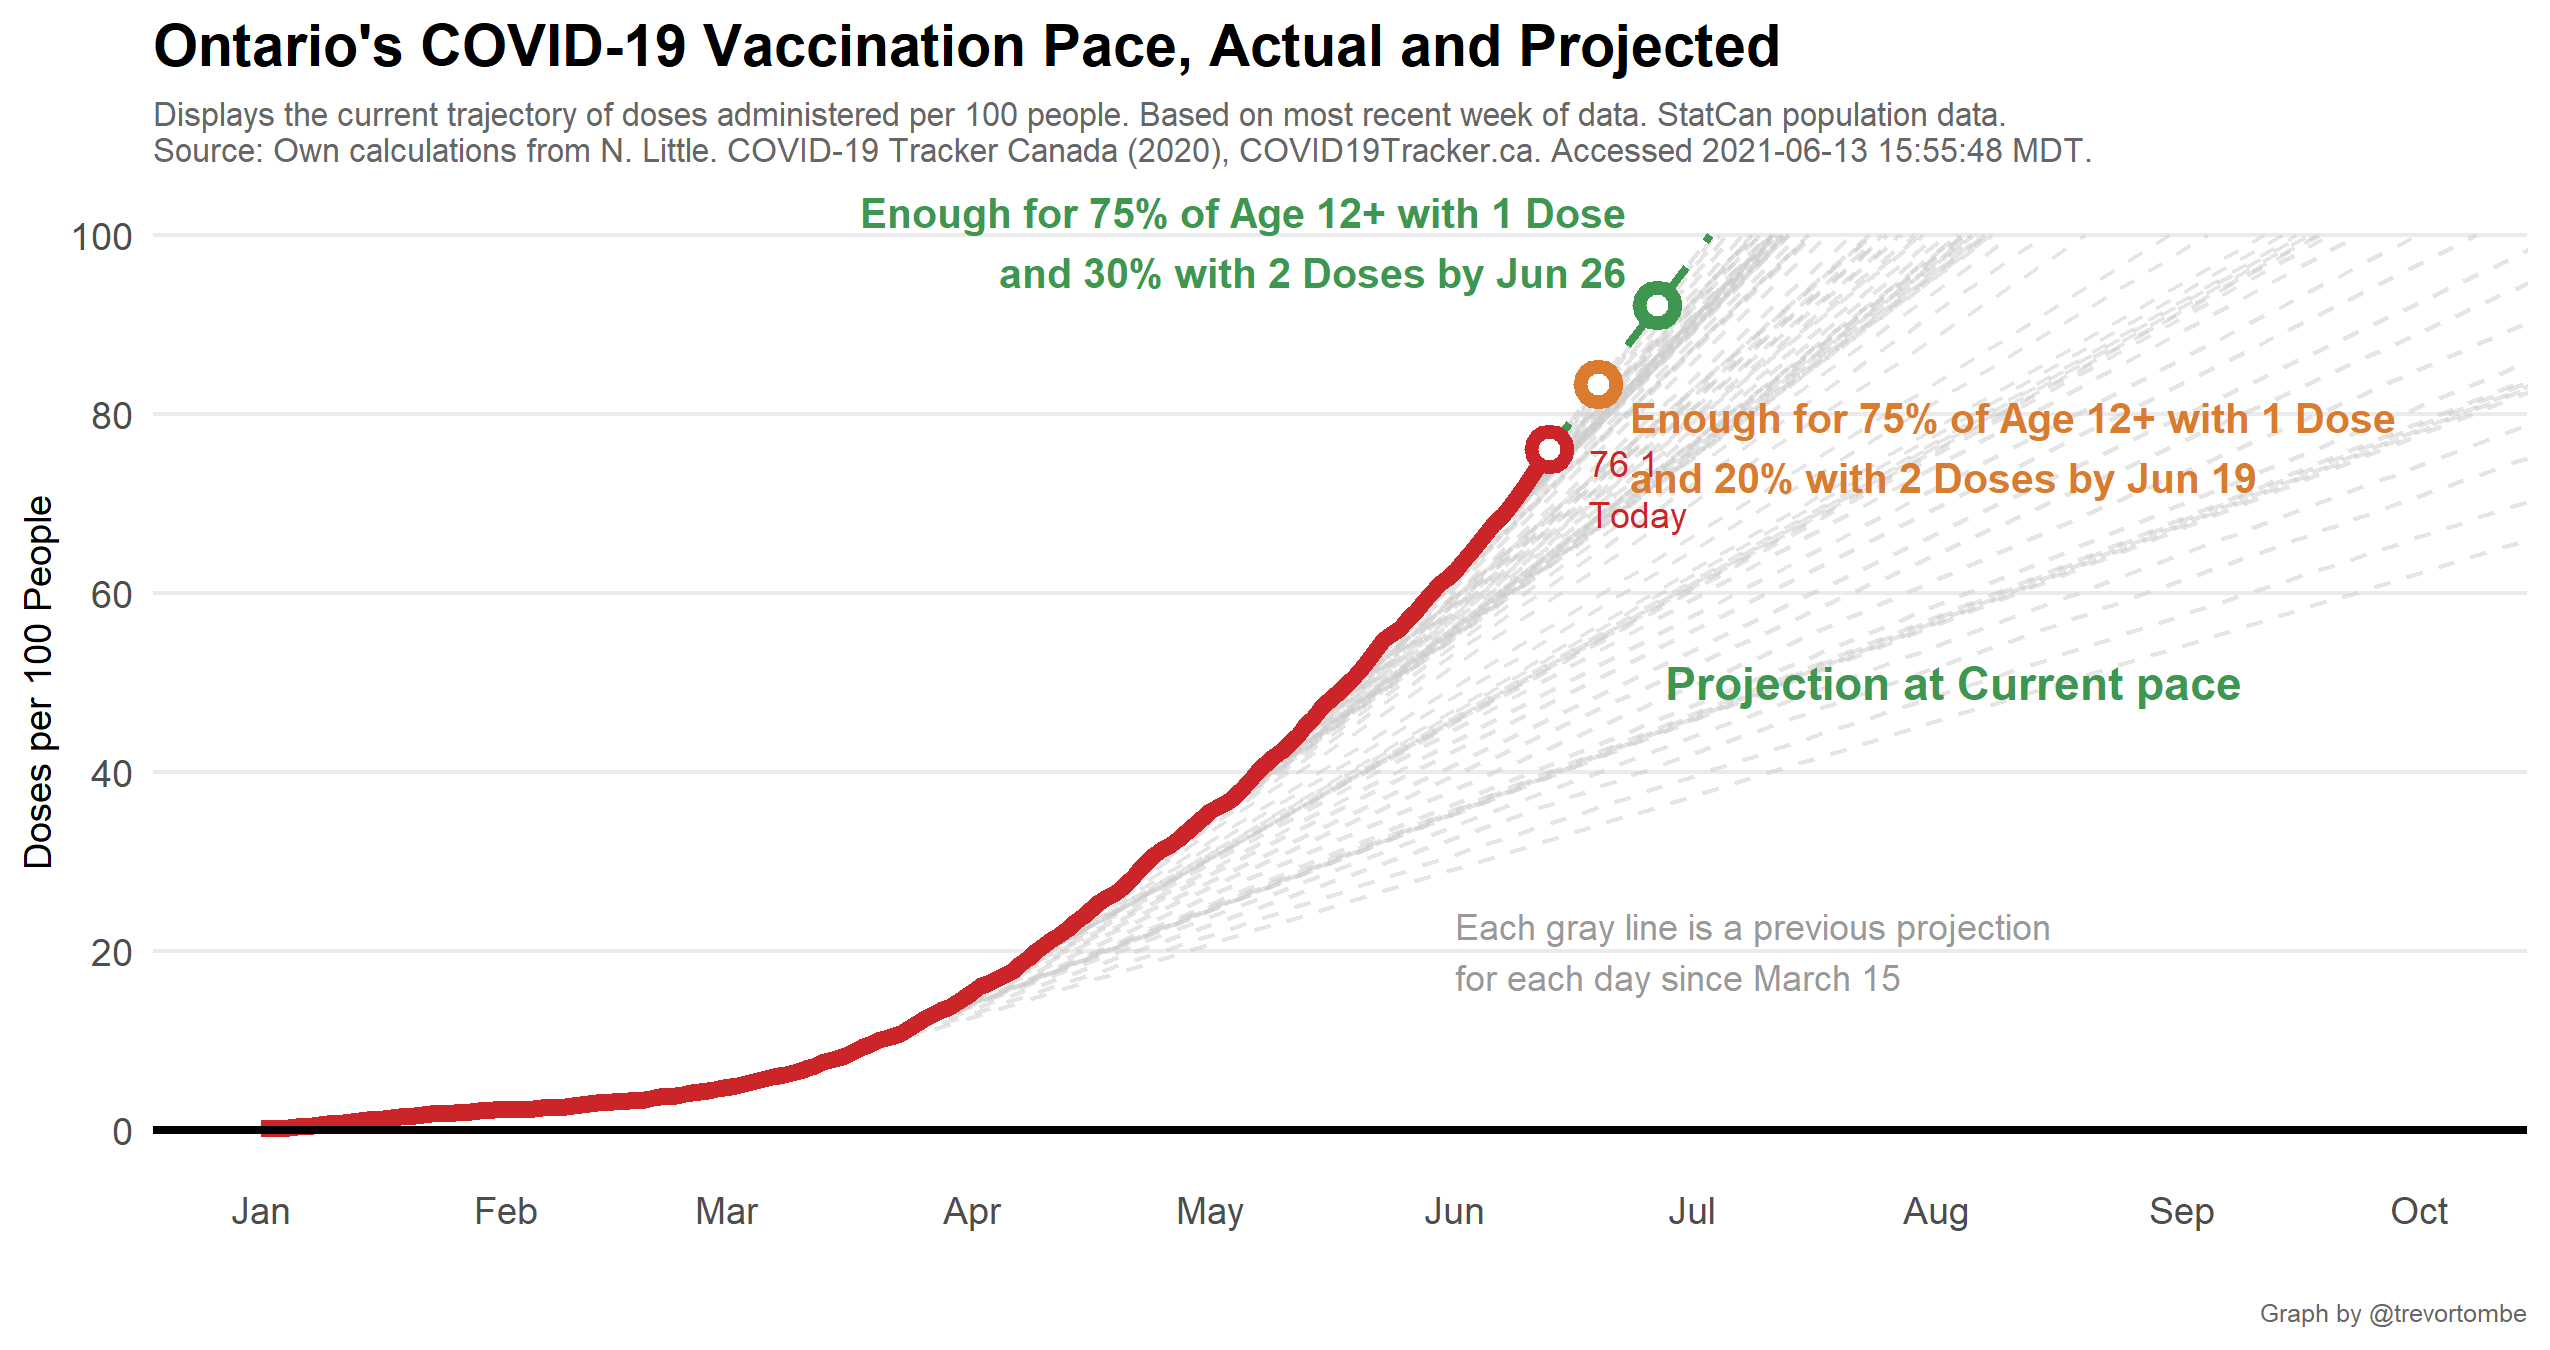 Ontario's COVID-19 Vaccination Pace, Actual and Projected
Displays the current trajectory of doses administered per 100 people. Based on most recent week of data. StatCan population data.
Source: Own calculations from N. Little. COVID-19 Tracker Canada (2020), COVID19Tracker.ca. Accessed 2021-06-13 15:55:48 MDT.
Enough for 75% of Age 12+ with 1 Dose
and 30% with 2 Doses by Jun 26
Enough for 75% of Age 12+ with 1 Dose
and 20% with 2 Doses by Jun 19
76.1
Today
Projection at Current pace
Each gray line is a previous projection
for each day since March 15
Doses per 100 People
100
80
60
40
20
0
Jan Feb Mar Apr May Jun Jul Aug Sep Oct
Graph by @trevortombe